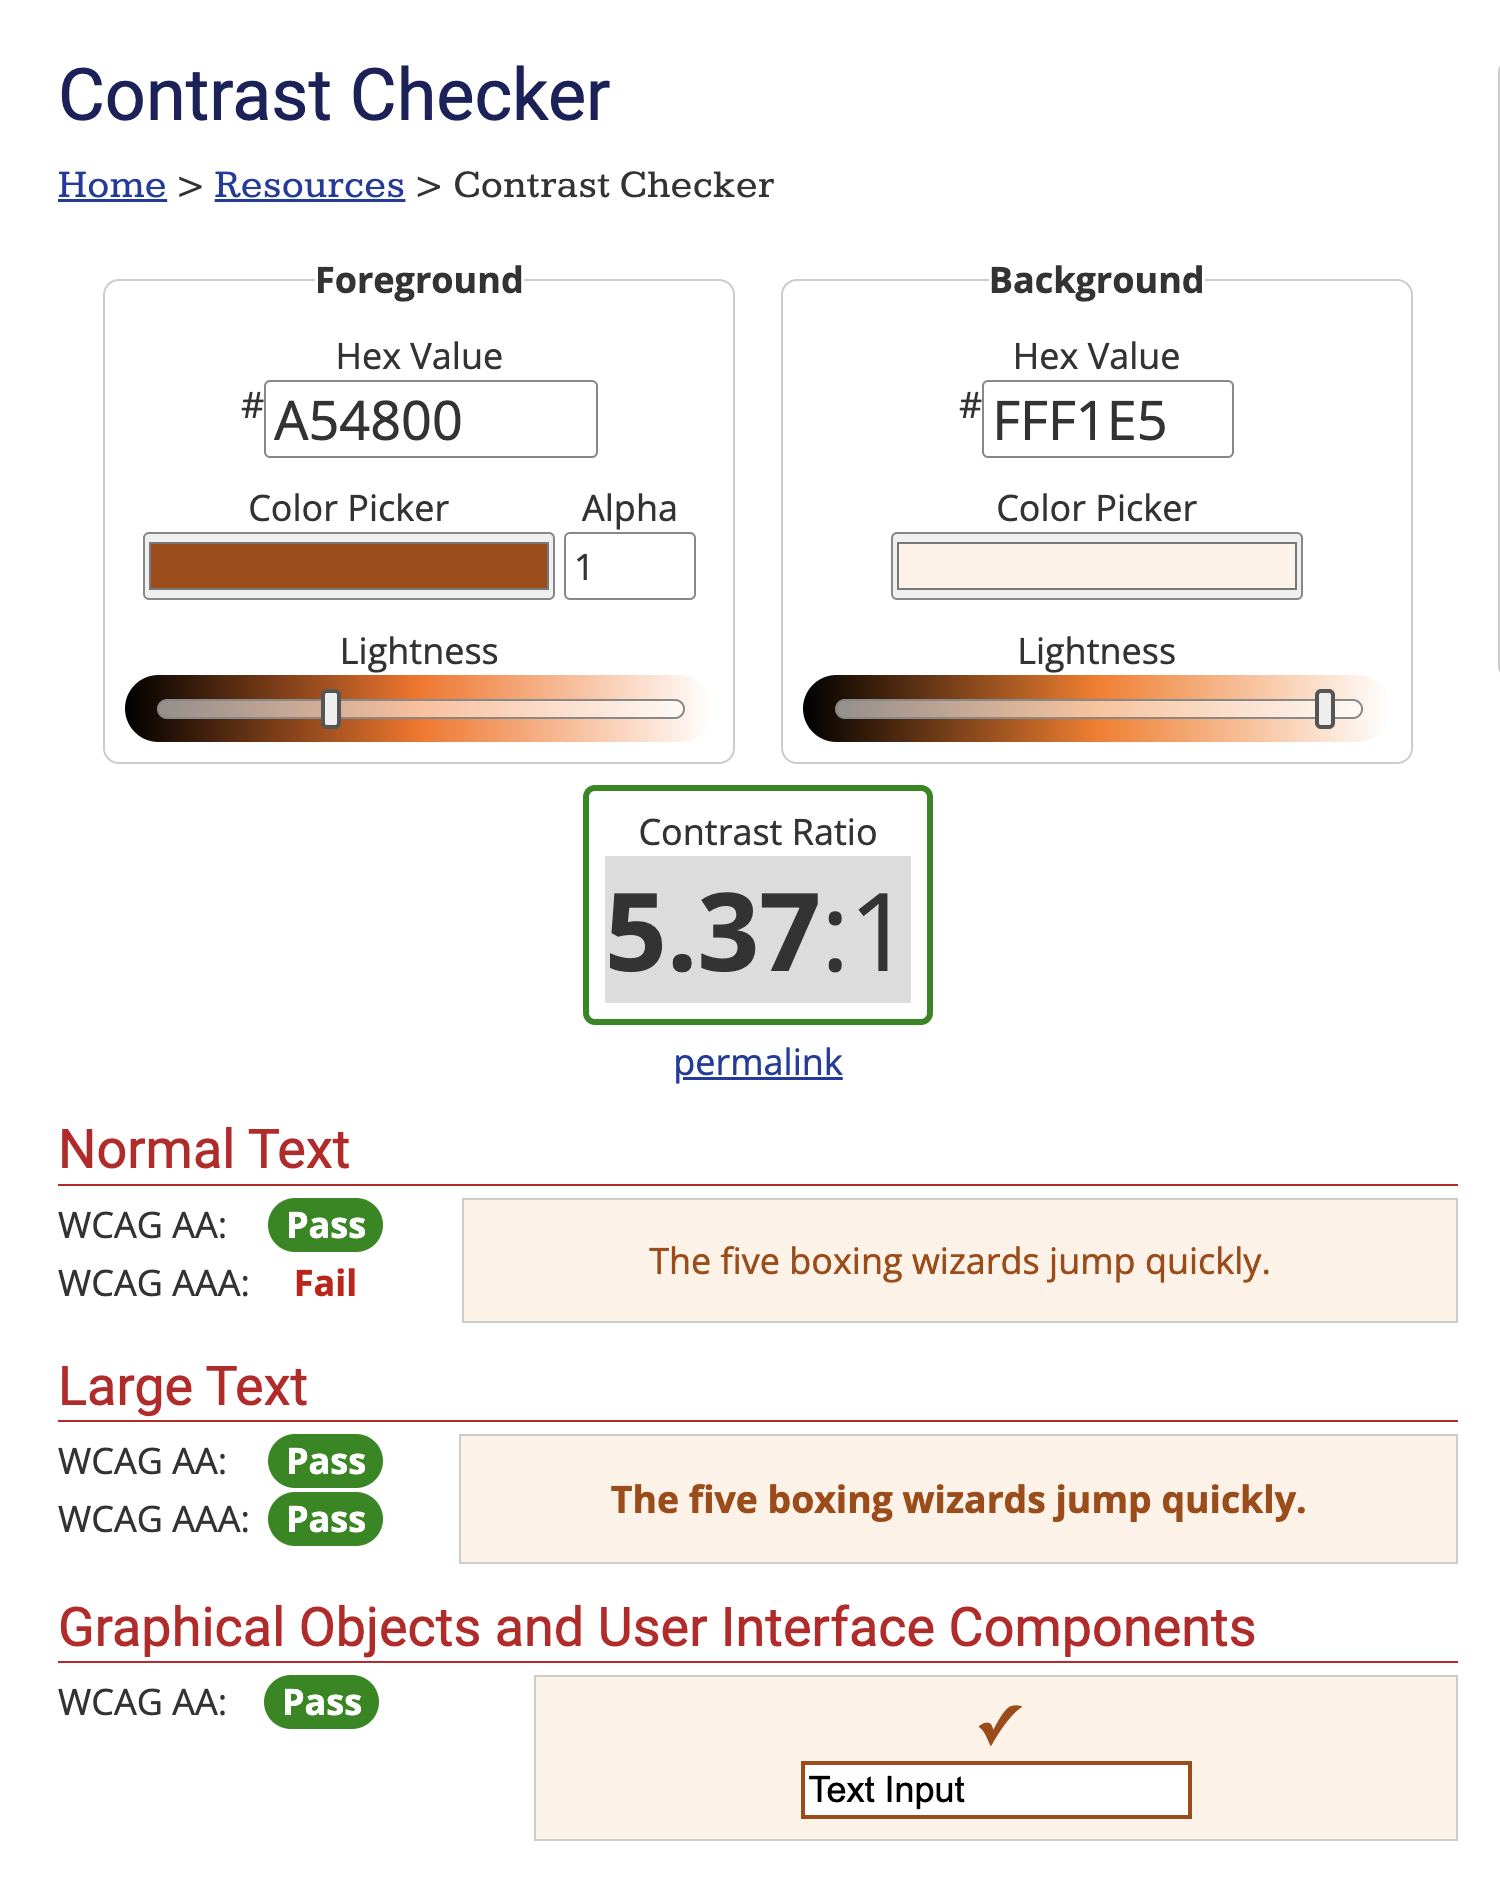 Contrast Checker
Home > Resources > Contrast Checker
Foreground
Hex Value
#A54800
Color Picker Alpha
1
Lightness
Background
Hex Value
#FFF1E5
Color Picker
Lightness
Contrast Ratio
5.37:1
permalink
Normal Text
WCAG AA: Pass
WCAG AAA: Fail
The five boxing wizards jump quickly.
Large Text
WCAG AA: Pass
WCAG AAA: Pass
The five boxing wizards jump quickly.
Graphical Objects and User Interface Components
WCAG AA: Pass
✓
Text Input